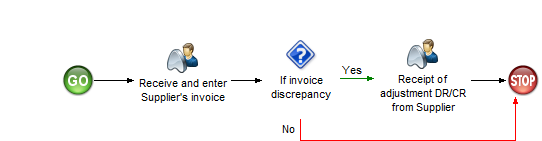 GO
Receive and enter
Supplier's invoice
If invoice
discrepancy
Yes
Receipt of
adjustment DR/CR
from Supplier
STOP
No